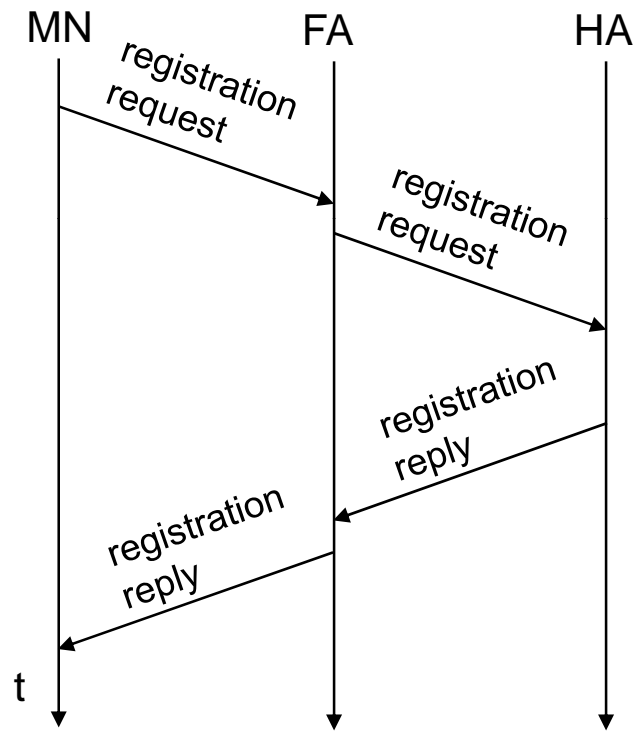 MN FA HA
registration
request
registration
request
registration
reply
registration
reply
t